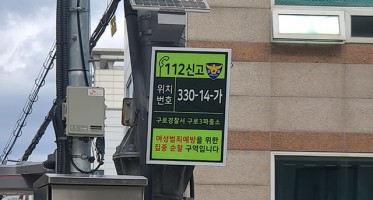 112신고
위치
번호
330-14-가
구로경찰서 구로3파출소
여성범죄예방을 위한
집중 순찰 구역입니다